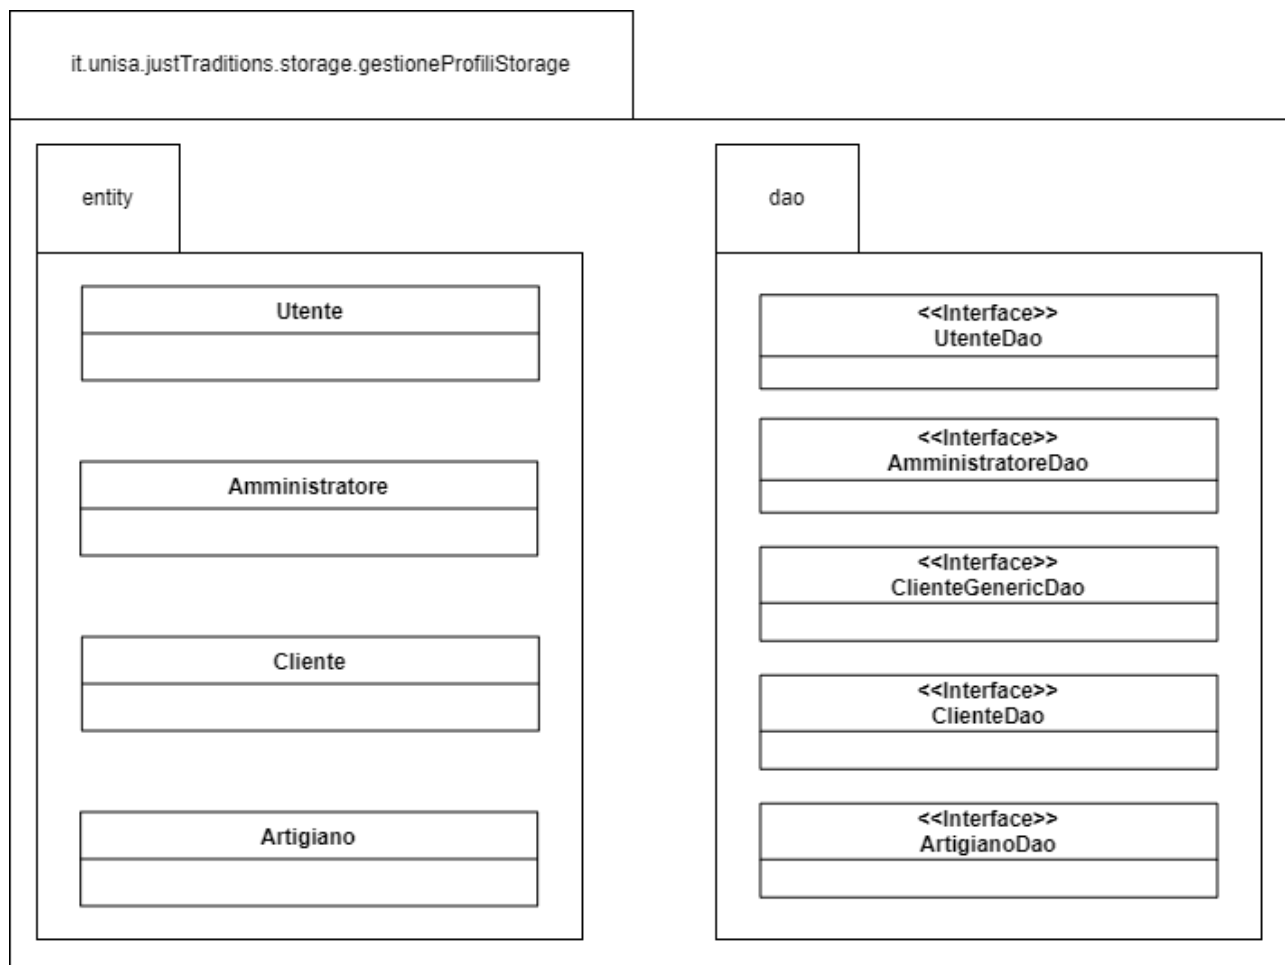 it.unisa.justTraditions.storage.gestioneProfiliStorage
entity
Utente
Amministratore
Cliente
Artigiano
dao
<<Interface>>
UtenteDao
<<Interface>>
AmministratoreDao
<<Interface>>
ClienteGenericDao
<<Interface>>
ClienteDao
<<Interface>>
ArtigianoDao